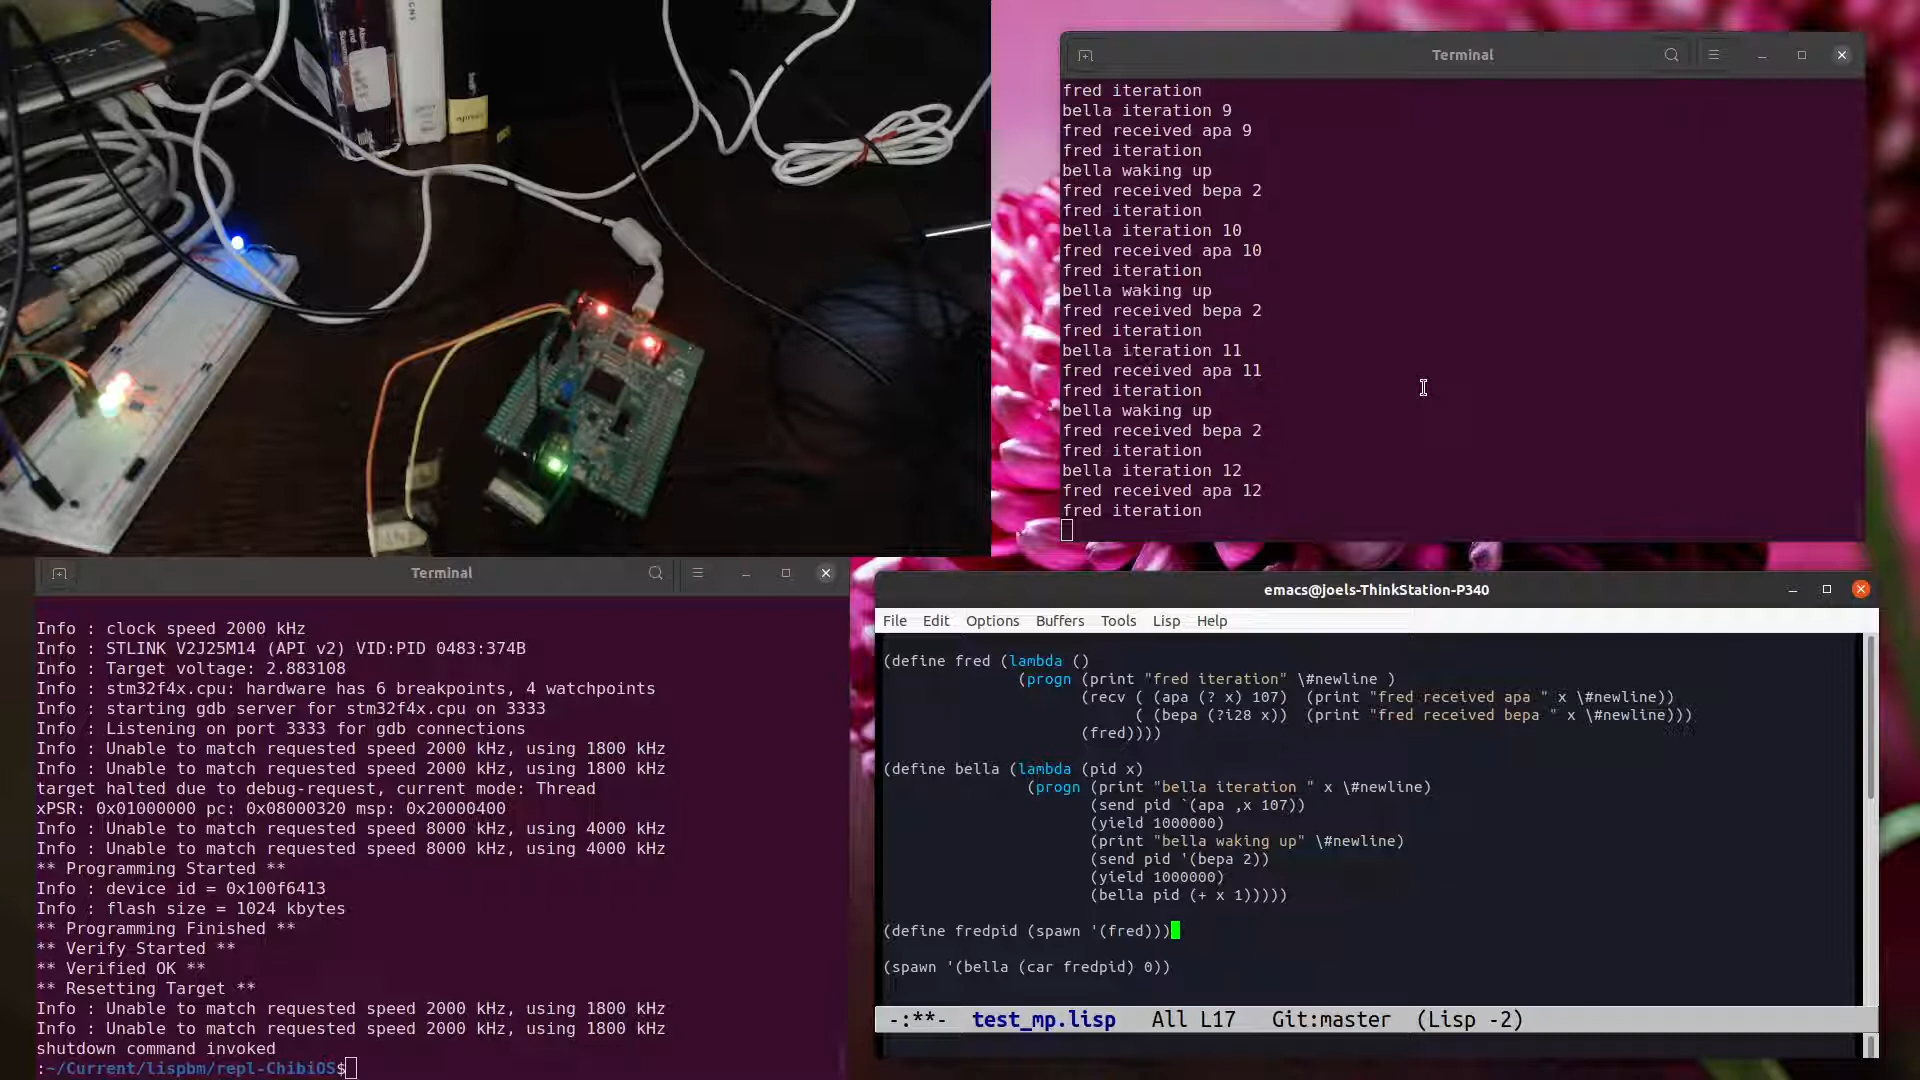 Terminal
fred iteration
bella iteration 9
fred received apa 9
fred iteration
bella waking up
fred received bepa 2
fred iteration
bella iteration 10
fred received apa 10
fred iteration
bella waking up
fred received bepa 2
fred iteration
bella iteration 11
fred received apa 11
fred iteration
bella waking up
fred received bepa 2
fred iteration
bella iteration 12
fred received apa 12
fred iteration
Terminal
Info : clock speed 2000 kHz
Info : STLINK V2J25M14 (API v2) VID:PID 0483:374B
Info : Target voltage: 2.883108
Info : stm32f4x.cpu: hardware has 6 breakpoints, 4 watchpoints
Info : starting gdb server for stm32f4x.cpu on 3333
Info : Listening on port 3333 for gdb connections
Info : Unable to match requested speed 2000 kHz, using 1800 kHz
Info : Unable to match requested speed 2000 kHz, using 1800 kHz
target halted due to debug-request, current mode: Thread
xPSR: 0x01000000 pc: 0x08000320 msp: 0x20000400
Info : Unable to match requested speed 8000 kHz, using 4000 kHz
Info : Unable to match requested speed 8000 kHz, using 4000 kHz
** Programming Started **
Info : device id = 0x100f6413
Info : flash size = 1024 kbytes
** Programming Finished **
** Verify Started **
** Verified OK **
** Resetting Target **
Info : Unable to match requested speed 2000 kHz, using 1800 kHz
Info : Unable to match requested speed 2000 kHz, using 1800 kHz
shutdown command invoked
:~/Current/lispbm/repl-ChibiOS$
emacs@joels-ThinkStation-P340
File Edit Options Buffers Tools Lisp Help
(define fred (lambda ()
(progn (print "fred iteration" \#newline )
(recv ( (apa (? x) 107) (print "fred received apa " x \#newline))
( (bepa (?i28 x)) (print "fred received bepa " x \#newline)))
(fred))))
(define bella (lambda (pid x)
(progn (print "bella iteration " x \#newline)
(send pid `(apa ,x 107))
(yield 1000000)
(print "bella waking up" \#newline)
(send pid '(bepa 2))
(yield 1000000)
(bella pid (+ x 1)))))
(define fredpid (spawn '(fred)))
(spawn '(bella (car fredpid) 0))
-:**- test_mp.lisp All L17 Git:master (Lisp -2)